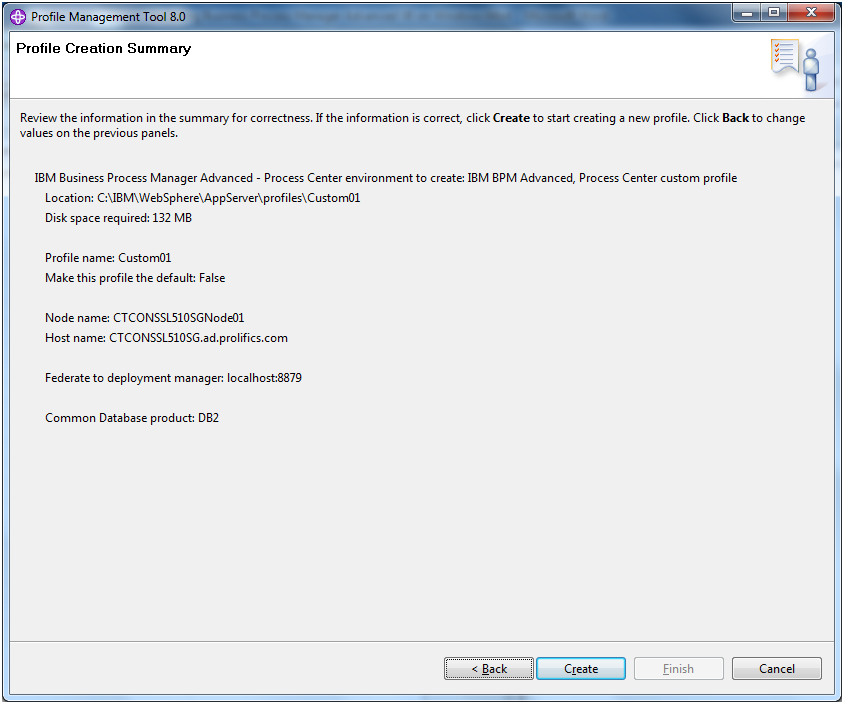 Profile Management Tool 8.0
Profile Creation Summary
Review the information in the summary for correctness. If the information is correct, click Create to start creating a new profile. Click Back to change
values on the previous panels.
IBM Business Process Manager Advanced - Process Center environment to create: IBM BPM Advanced, Process Center custom profile
Location: C:\IBM\WebSphere\AppServer\profiles\Custom01
Disk space required: 132 MB
Profile name: Custom01
Make this profile the default: False
Node name: CTCONSSL510SGNode01
Host name: CTCONSSL510SG.ad.prolifics.com
Federate to deployment manager: localhost:8879
Common Database product: DB2
< Back Create Finish Cancel